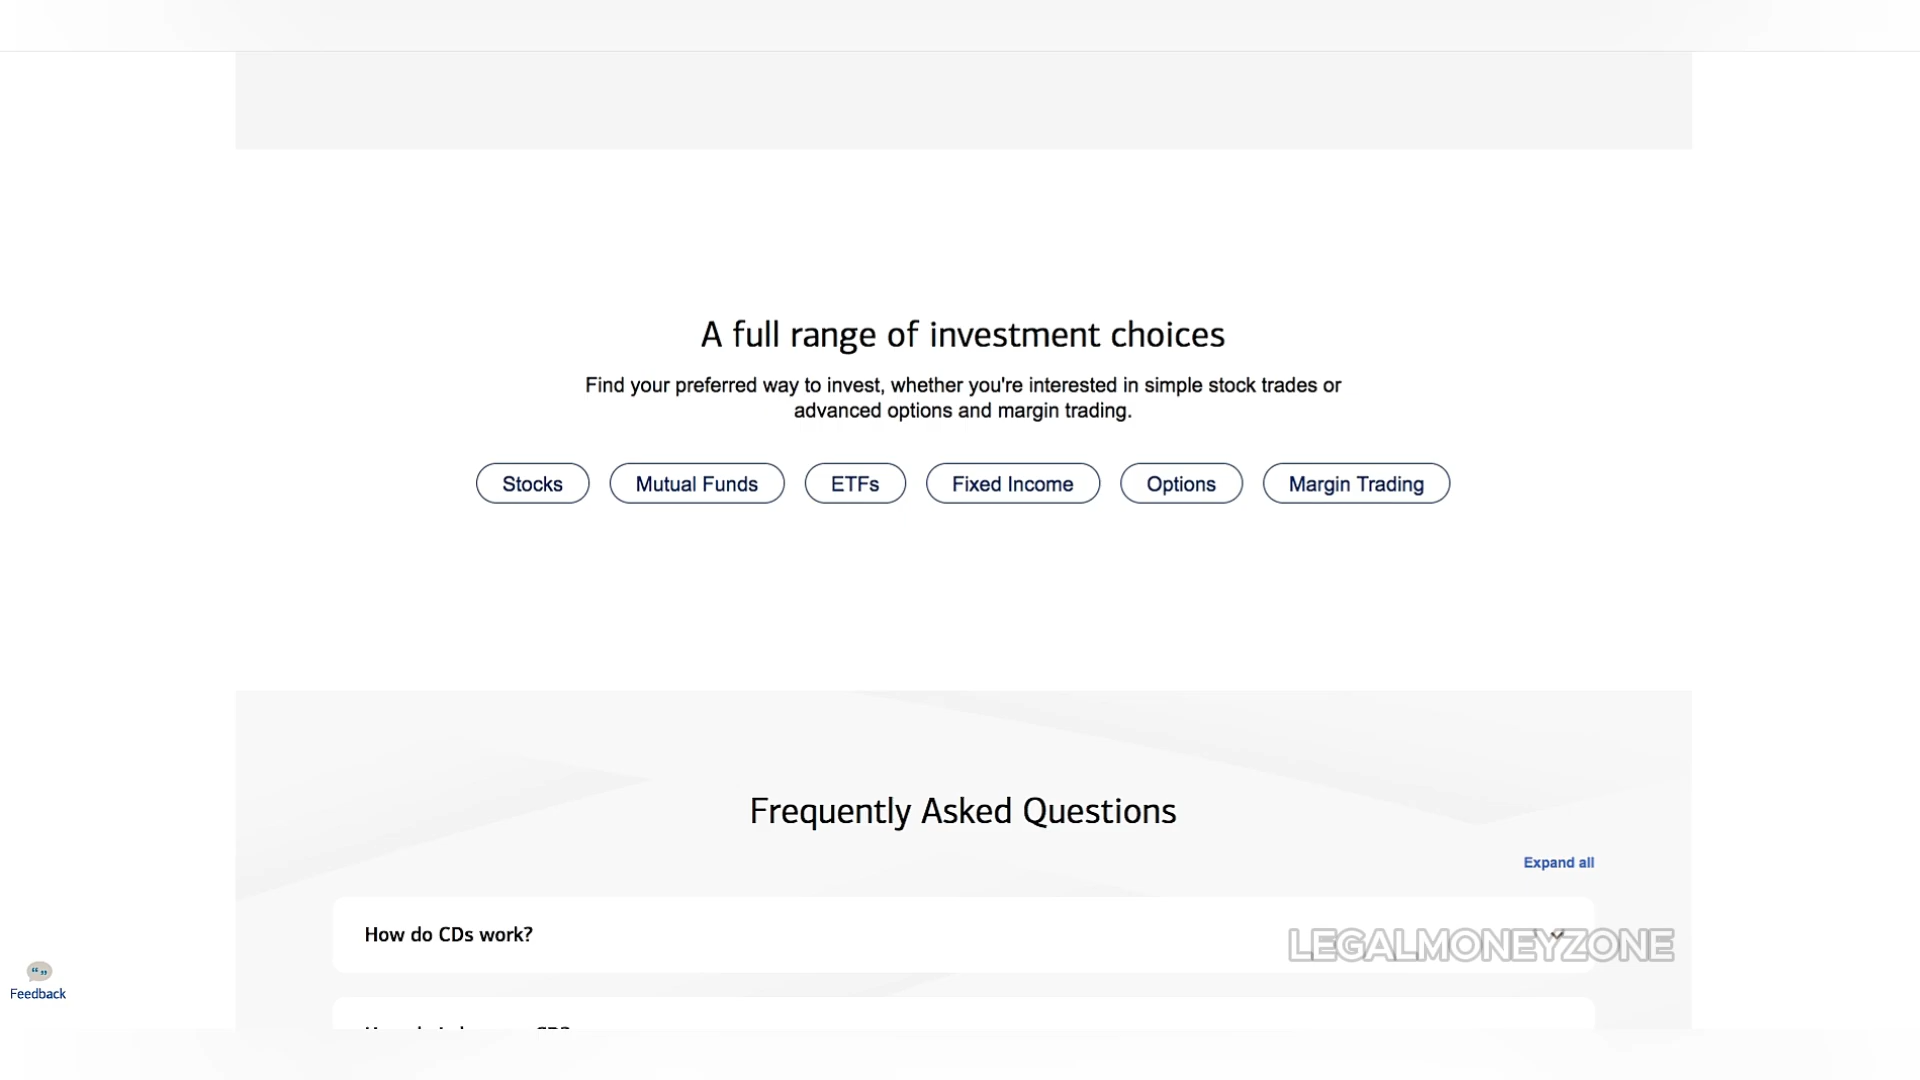 A full range of investment choices
Find your preferred way to invest, whether you're interested in simple stock trades or
advanced options and margin trading.
Stocks
Mutual Funds
ETFs
Fixed Income
Options
Margin Trading
Frequently Asked Questions
Expand all
How do CDs work?
LEGALMONEYZONE
Feedback